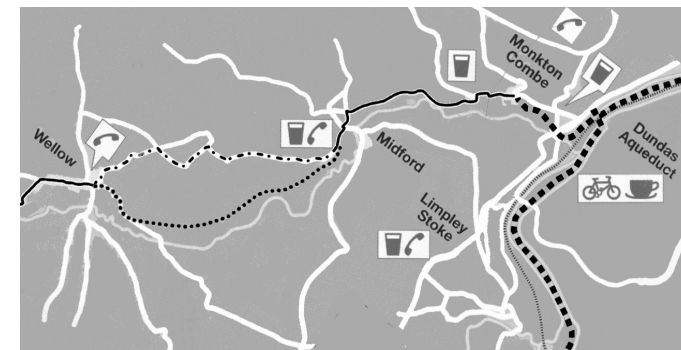 Wellow
Midford
Monkton
Combe
Limpley
Stoke
Dundas
Aqueduct